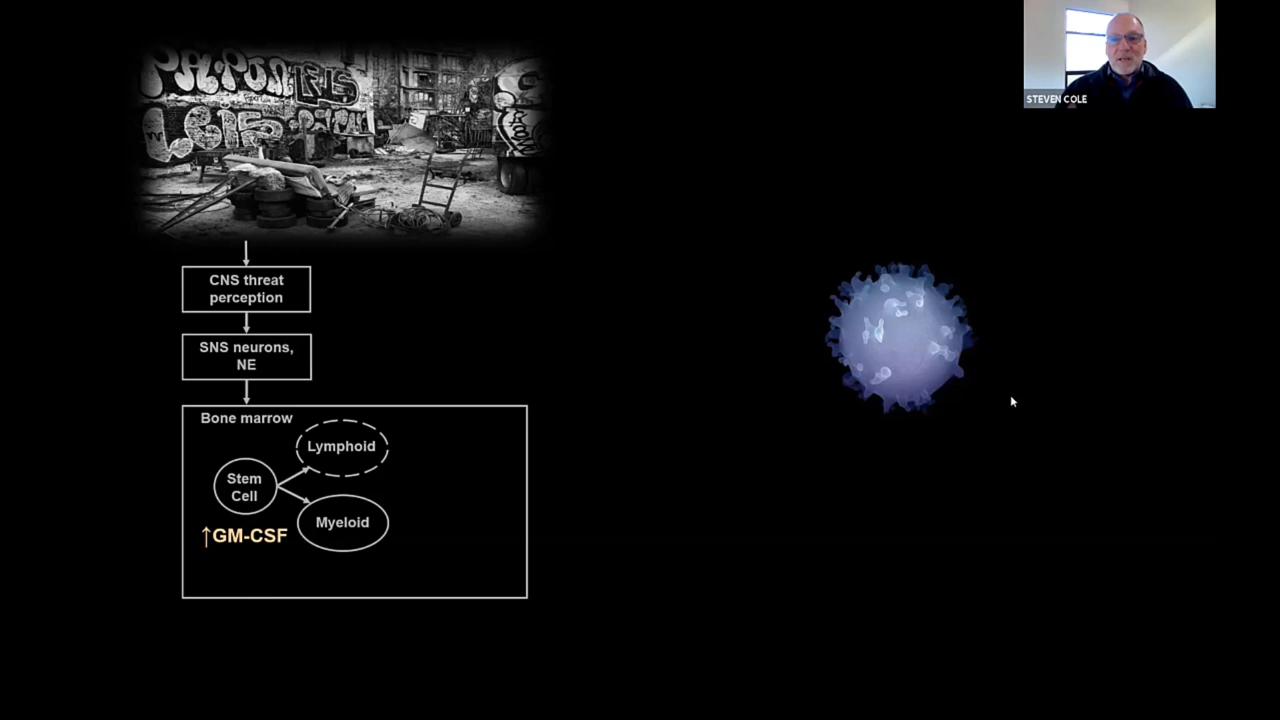 STEVEN COLE
CNS threat
perception
SNS neurons,
NE
Bone marrow
Lymphoid
Stem
Cell
Myeloid
↑GM-CSF